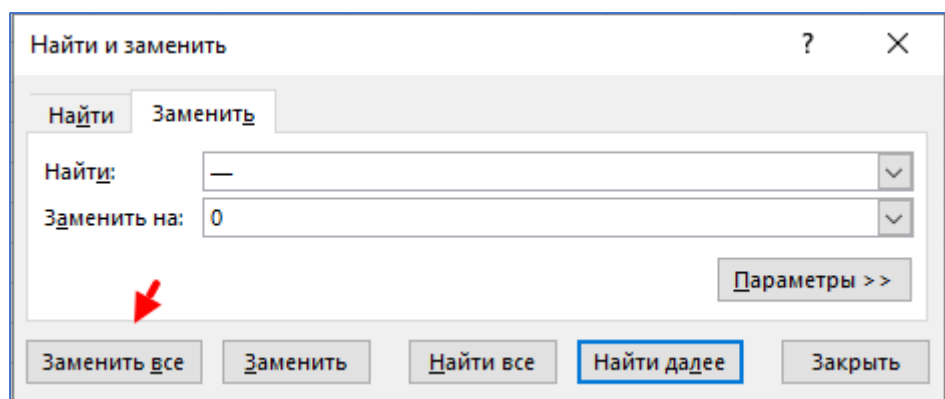 Найти и заменить ?
Найти Заменить
Найти: —
Заменить на: 0
Параметры >>
Заменить все Заменить Найти все Найти далее Закрыть